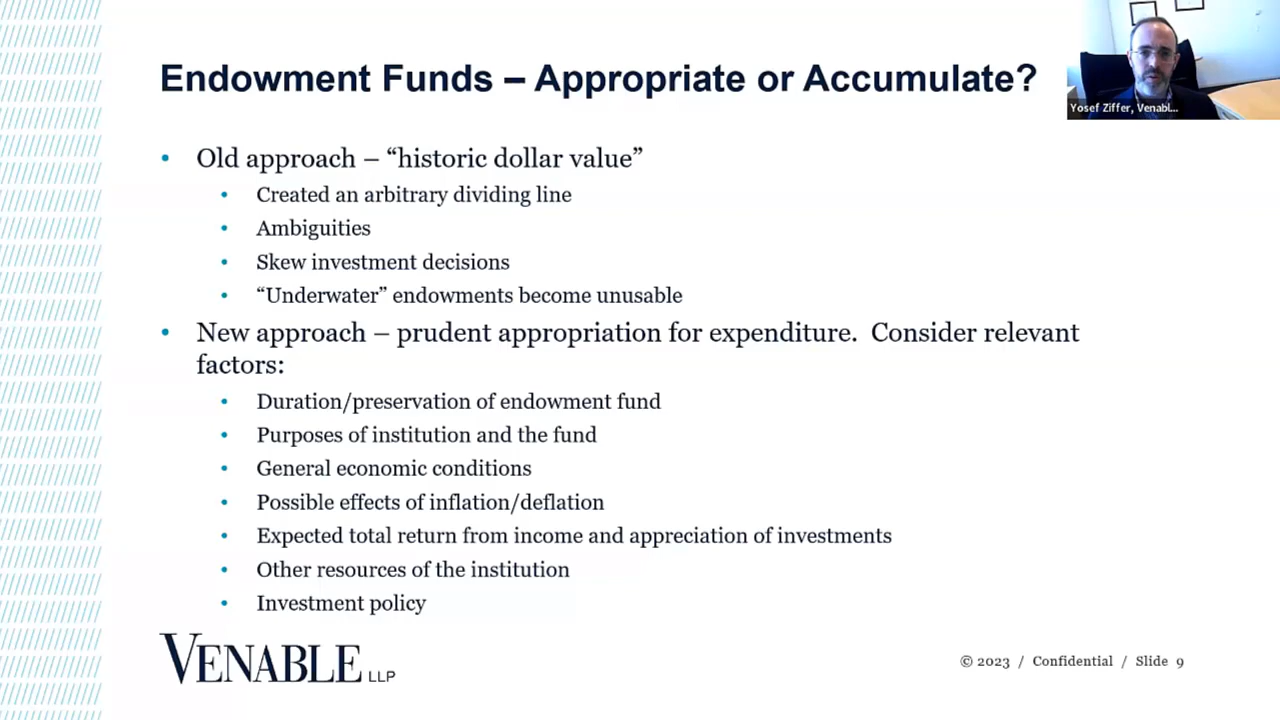 Endowment Funds – Appropriate or Accumulate?
Yosef Ziffer, Venabl...
• Old approach – “historic dollar value”
• Created an arbitrary dividing line
• Ambiguities
• Skew investment decisions
• “Underwater” endowments become unusable
• New approach – prudent appropriation for expenditure.  Consider relevant
factors:
• Duration/preservation of endowment fund
• Purposes of institution and the fund
• General economic conditions
• Possible effects of inflation/deflation
• Expected total return from income and appreciation of investments
• Other resources of the institution
• Investment policy
VENABLE LLP
© 2023 / Confidential / Slide 9